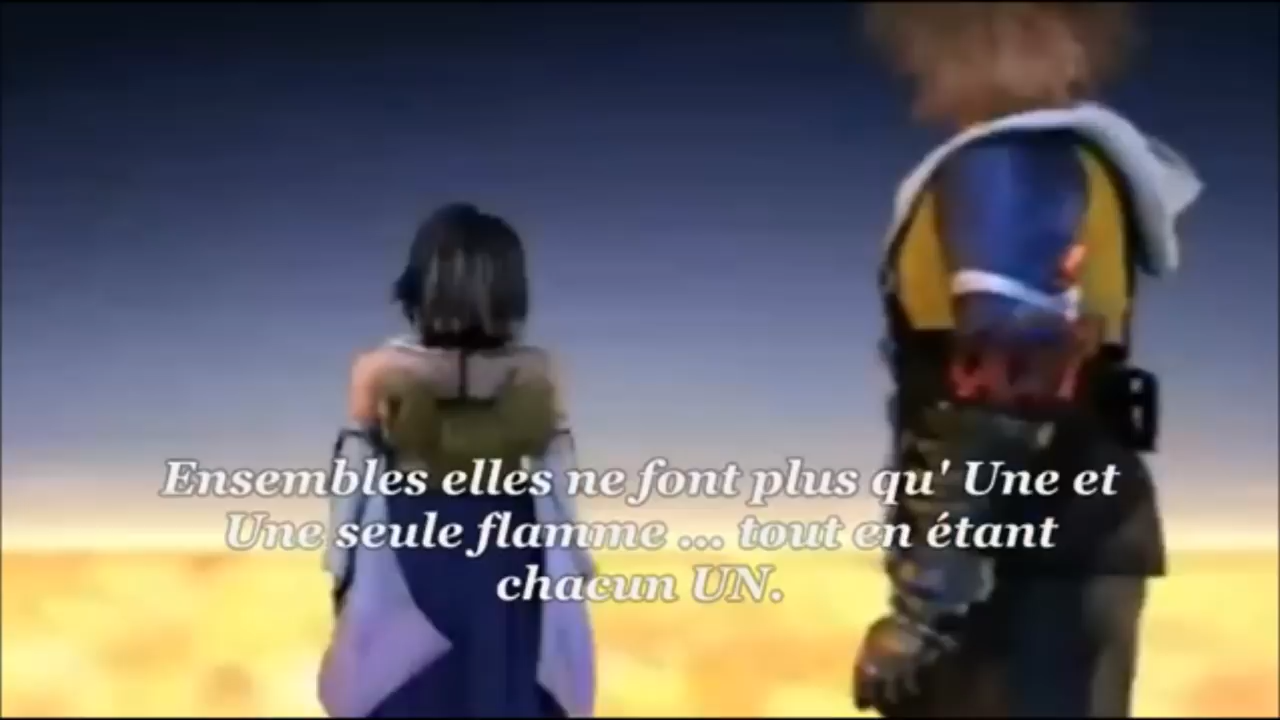 Ensembles elles ne font plus qu' Une et
Une seule flamme ... tout en étant
chacun UN.